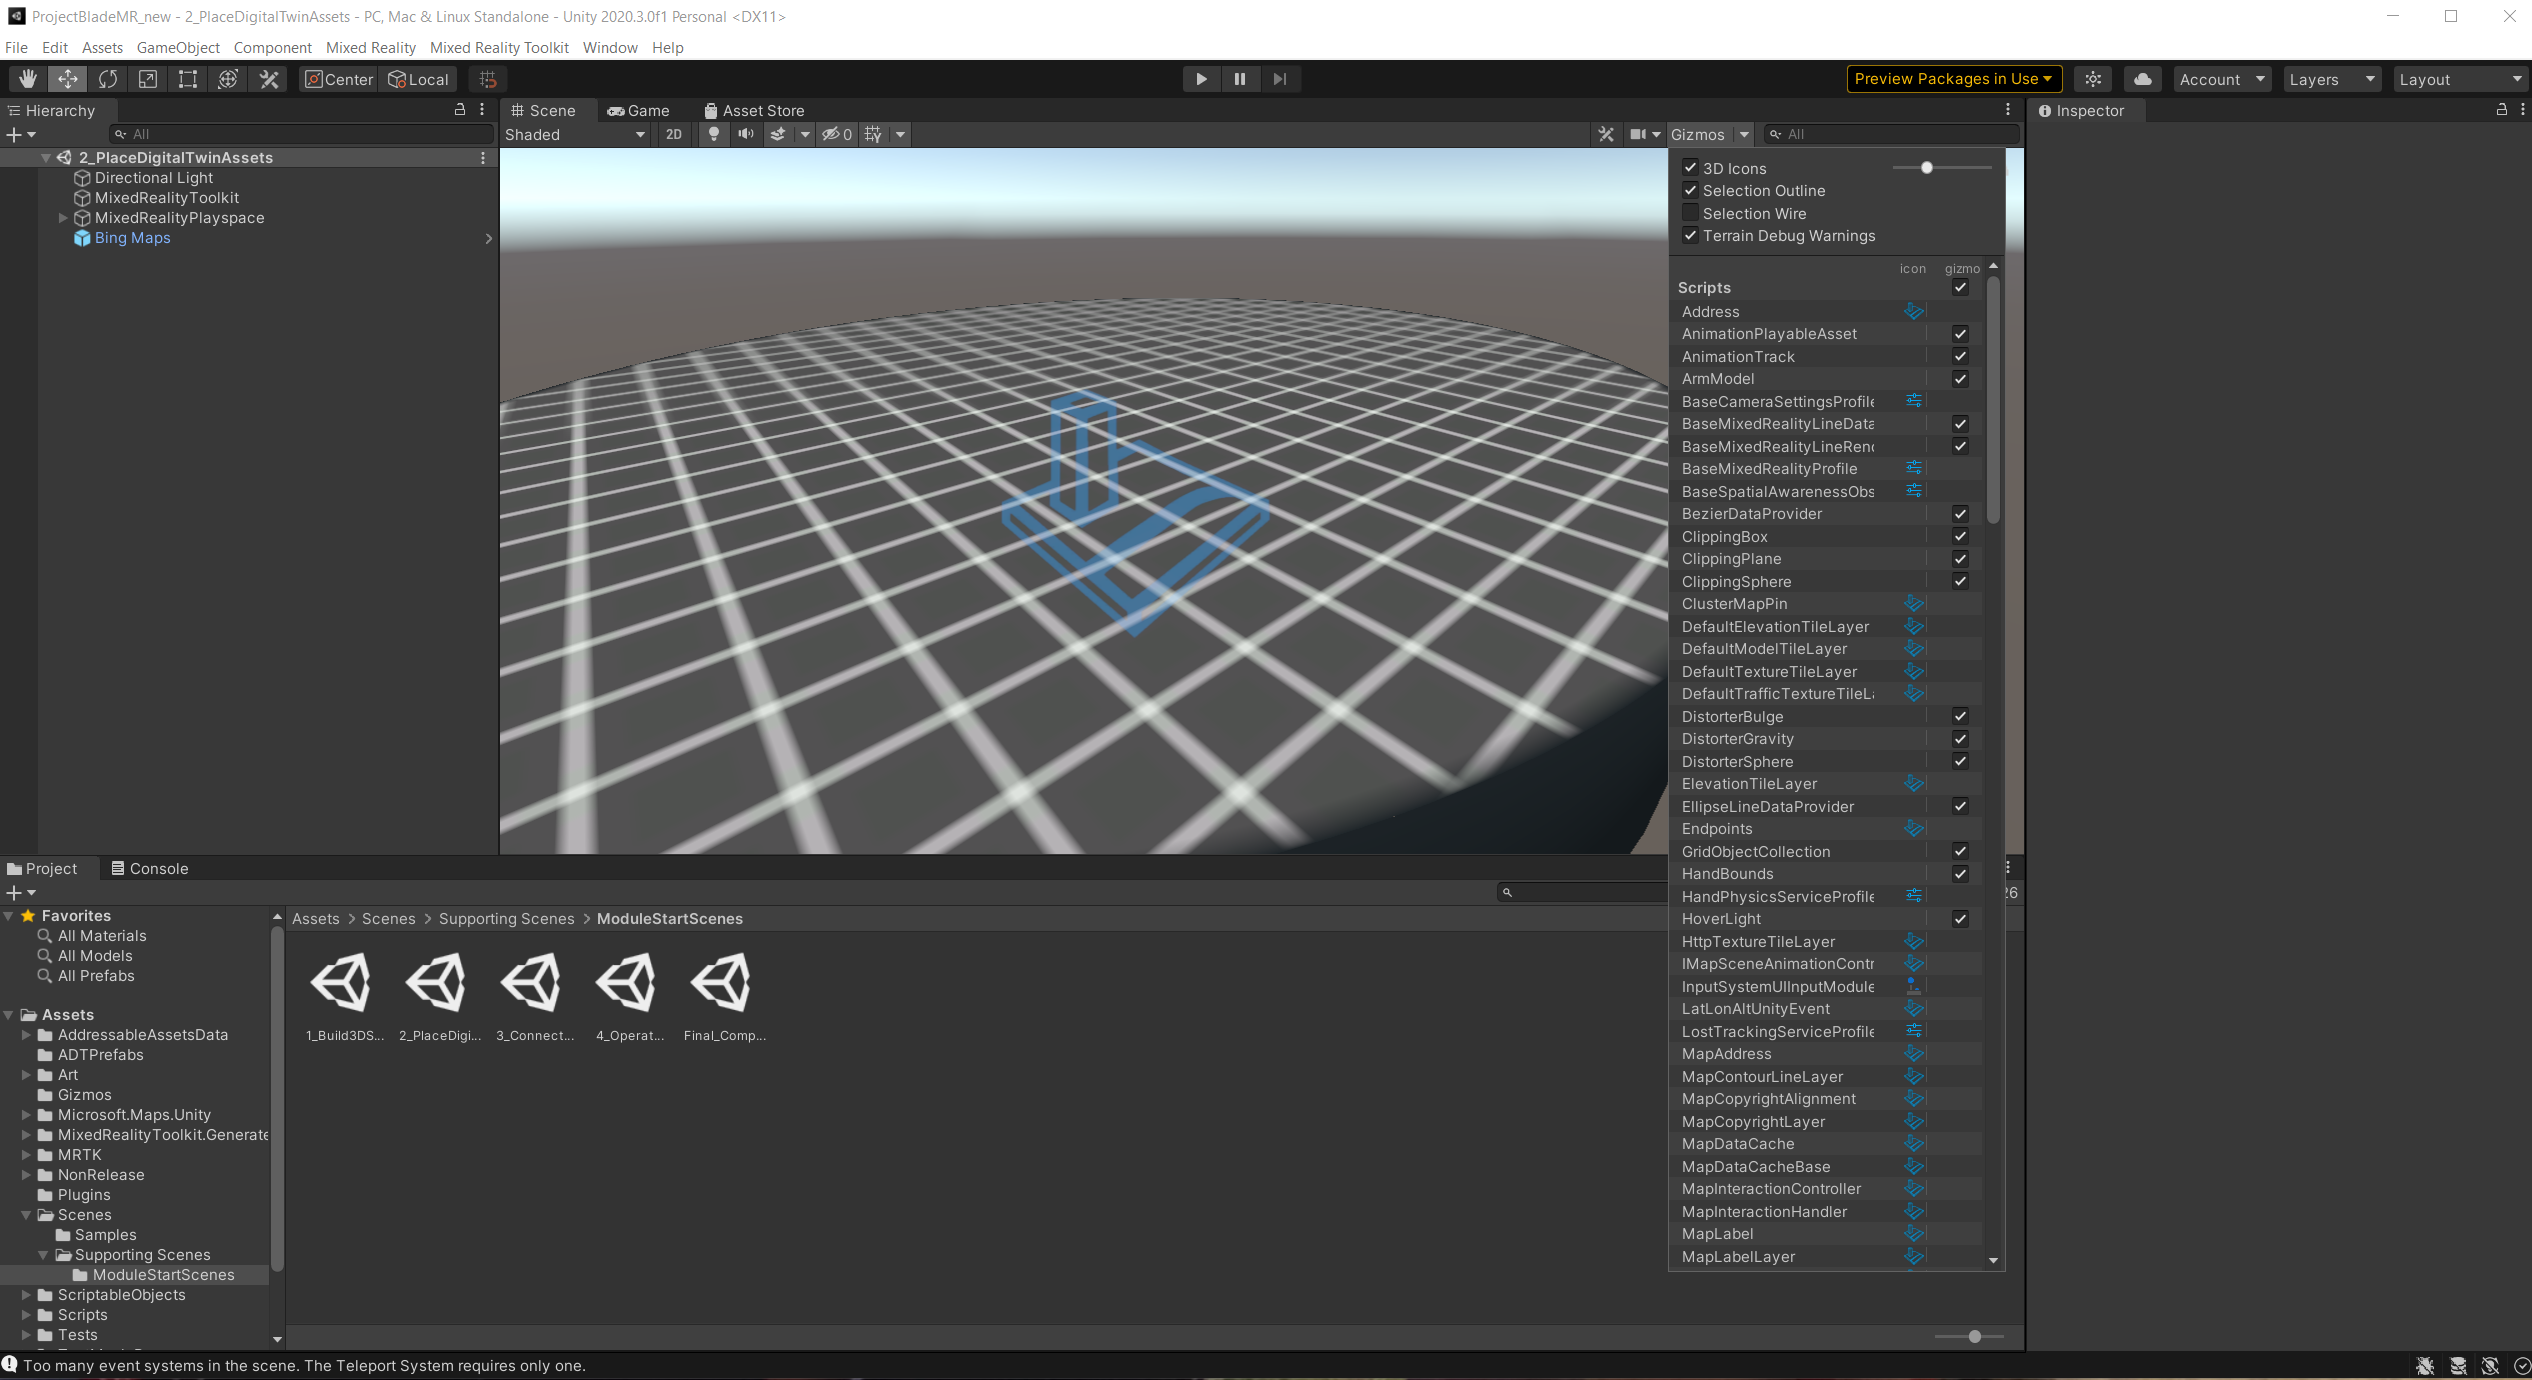 ProjectBladeMR_new - 2_PlaceDigitalTwinAssets - PC, Mac & Linux Standalone - Unity 2020.3.0f1 Personal <DX11>
File Edit Assets GameObject Component Mixed Reality Mixed Reality Toolkit Window Help
Center Local Preview Packages in Use Account Layers Layout
Hierarchy
All
2_PlaceDigitalTwinAssets
Directional Light
MixedRealityToolkit
MixedRealityPlayspace
Bing Maps
Scene Game Asset Store
Shaded 2D 0 Gizmos All
3D Icons
Selection Outline
Selection Wire
Terrain Debug Warnings
icon gizmo
Scripts
Address
AnimationPlayableAsset
AnimationTrack
ArmModel
BaseCameraSettingsProfile
BaseMixedRealityLineData
BaseMixedRealityLineRen
BaseMixedRealityProfile
BaseSpatialAwarenessObs
BezierDataProvider
ClippingBox
ClippingPlane
ClippingSphere
ClusterMapPin
DefaultElevationTileLayer
DefaultModelTileLayer
DefaultTextureTileLayer
DefaultTrafficTextureTileL
DistorterBulge
DistorterGravity
DistorterSphere
ElevationTileLayer
EllipseLineDataProvider
Endpoints
GridObjectCollection
HandBounds
HandPhysicsServiceProfile
HoverLight
HttpTextureTileLayer
IMapSceneAnimationContr
InputSystemUIInputModule
LatLonAltUnityEvent
LostTrackingServiceProfile
MapAddress
MapContourLineLayer
MapCopyrightAlignment
MapCopyrightLayer
MapDataCache
MapDataCacheBase
MapInteractionController
MapInteractionHandler
MapLabel
MapLabelLayer
Inspector
Project Console
26
Favorites
All Materials
All Models
All Prefabs
Assets
AddressableAssetsData
ADTPrefabs
Art
Gizmos
Microsoft.Maps.Unity
MixedRealityToolkit.Generate
MRTK
NonRelease
Plugins
Scenes
Samples
Supporting Scenes
ModuleStartScenes
ScriptableObjects
Scripts
Tests
Assets > Scenes > Supporting Scenes > ModuleStartScenes
1_Build3DS... 2_PlaceDigi... 3_Connect... 4_Operat... Final_Comp...
Too many event systems in the scene. The Teleport System requires only one.